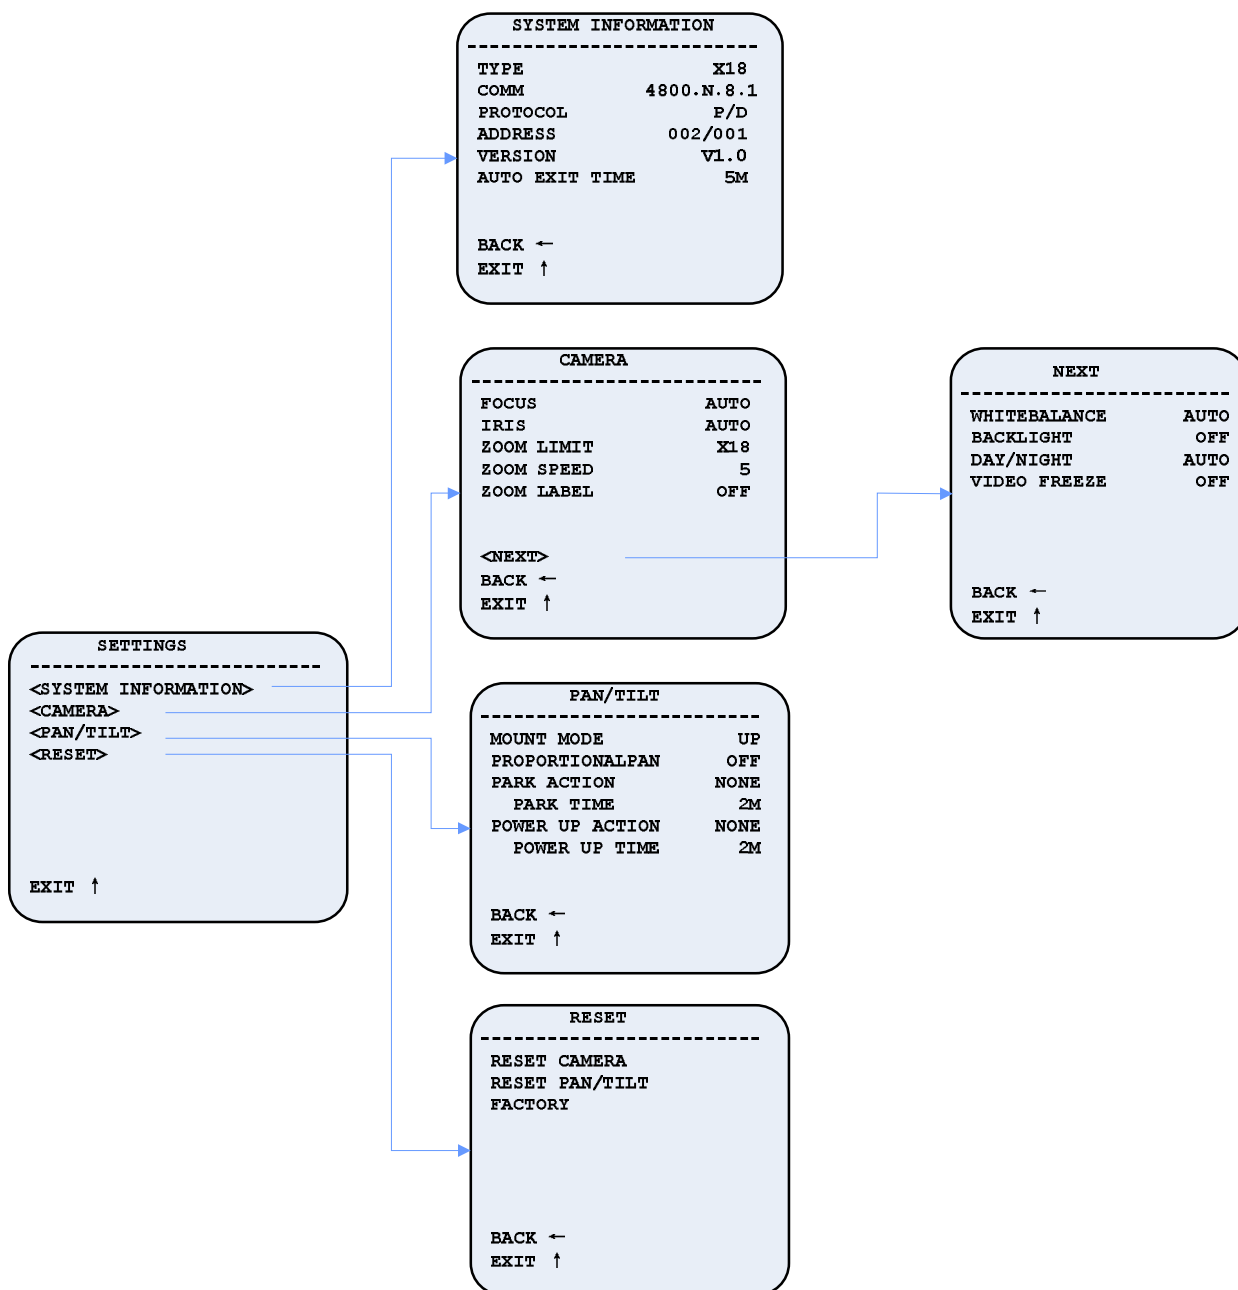 SYSTEM INFORMATION
TYPE X18
COMM 4800.N.8.1
PROTOCOL P/D
ADDRESS 002/001
VERSION V1.0
AUTO EXIT TIME 5M
BACK ←
EXIT ↑
CAMERA
FOCUS AUTO
IRIS AUTO
ZOOM LIMIT X18
ZOOM SPEED 5
ZOOM LABEL OFF
<NEXT>
BACK ←
EXIT ↑
NEXT
WHITEBALANCE AUTO
BACKLIGHT OFF
DAY/NIGHT AUTO
VIDEO FREEZE OFF
BACK ←
EXIT ↑
SETTINGS
<SYSTEM INFORMATION>
<CAMERA>
<PAN/TILT>
<RESET>
EXIT ↑
PAN/TILT
MOUNT MODE UP
PROPORTIONALPAN OFF
PARK ACTION NONE
PARK TIME 2M
POWER UP ACTION NONE
POWER UP TIME 2M
BACK ←
EXIT ↑
RESET
RESET CAMERA
RESET PAN/TILT
FACTORY
BACK ←
EXIT ↑